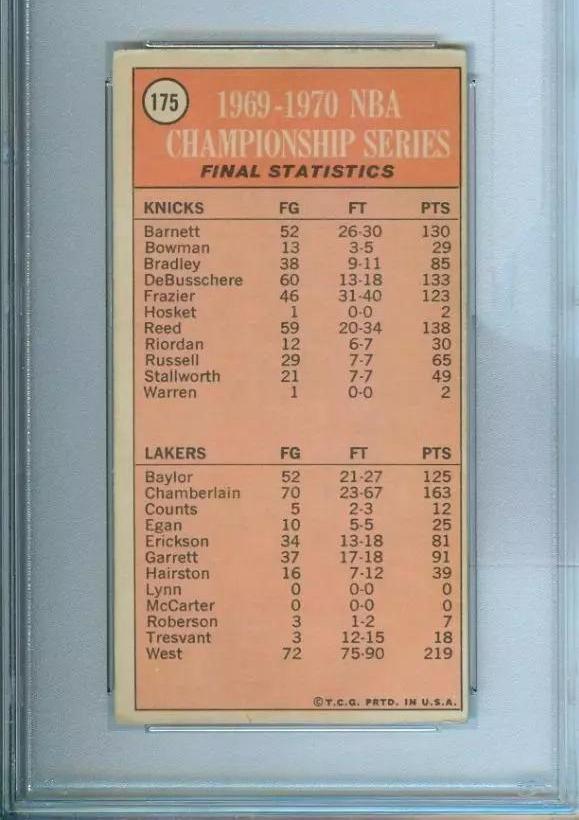 175
1969-1970 NBA
CHAMPIONSHIP SERIES
FINAL STATISTICS
KNICKS FG FT PTS
Barnett 52 26-30 130
Bowman 13 3-5 29
Bradley 38 9-11 85
DeBusschere 60 13-18 133
Frazier 46 31-40 123
Hosket 1 0-0 2
Reed 59 20-34 138
Riordan 12 6-7 30
Russell 29 7-7 65
Stallworth 21 7-7 49
Warren 1 0-0 2
LAKERS FG FT PTS
Baylor 52 21-27 125
Chamberlain 70 23-67 163
Counts 5 2-3 12
Egan 10 5-5 25
Erickson 34 13-18 81
Garrett 37 17-18 91
Hairston 16 7-12 39
Lynn 0 0-0 0
McCarter 0 0-0 0
Roberson 3 1-2 7
Tresvant 3 12-15 18
West 72 75-90 219
©T.C.G. PRTD. IN U.S.A.